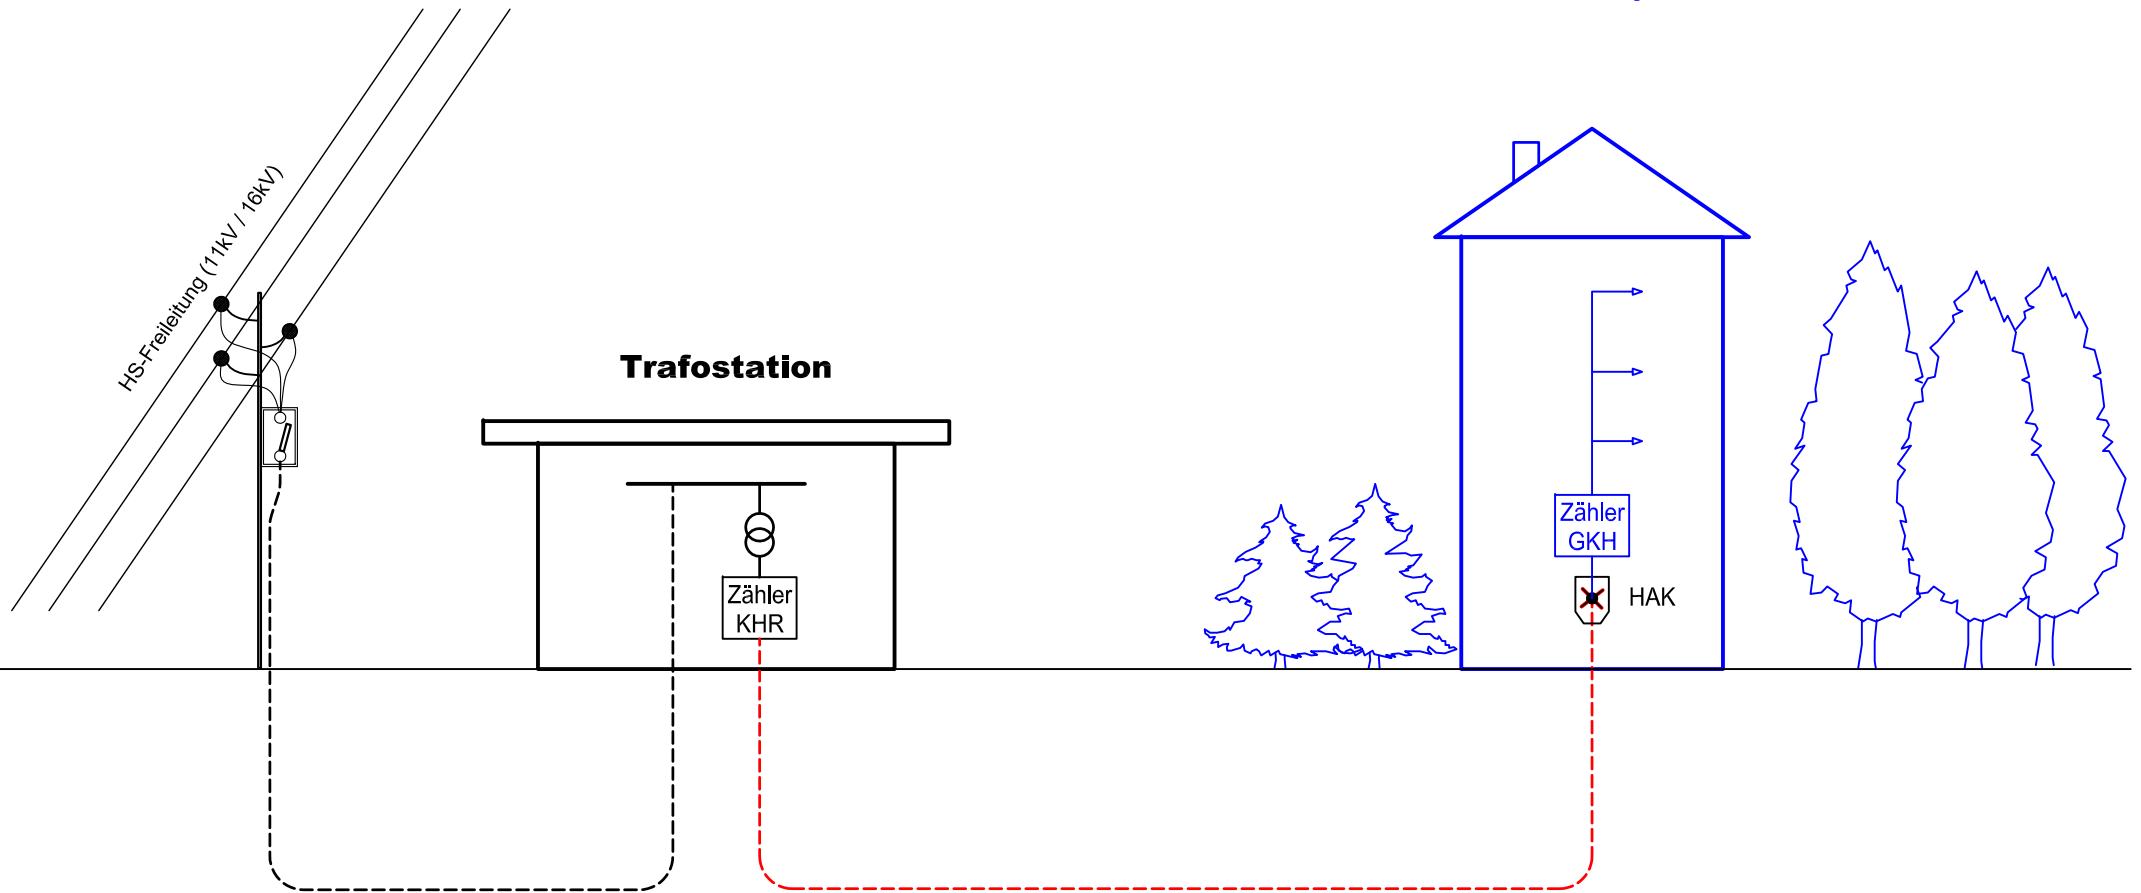 HS-Freileitung (11kV / 16kV)
Trafostation
Zähler
KHR
Zähler
GKH
HAK